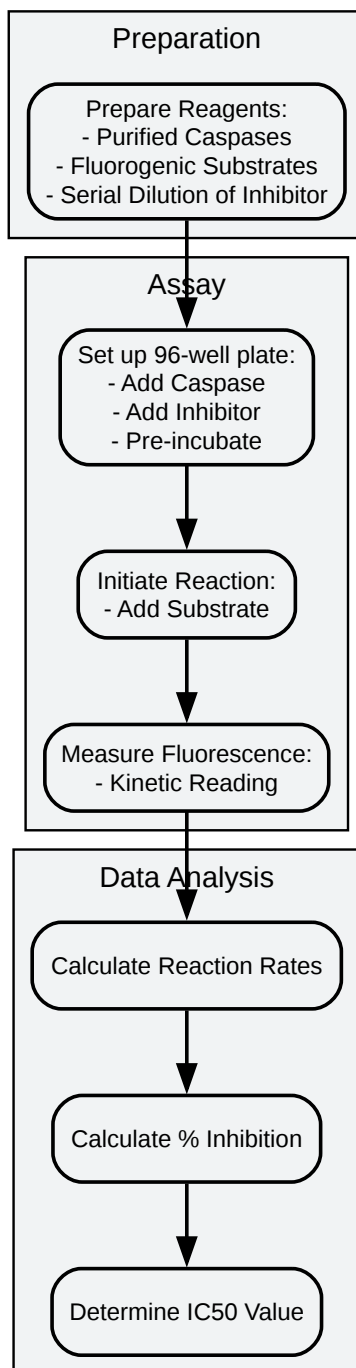 Preparation
Prepare Reagents:
- Purified Caspases
- Fluorogenic Substrates
- Serial Dilution of Inhibitor
Assay
Set up 96-well plate:
- Add Caspase
- Add Inhibitor
- Pre-incubate
Initiate Reaction:
- Add Substrate
Measure Fluorescence:
- Kinetic Reading
Data Analysis
Calculate Reaction Rates
Calculate % Inhibition
Determine IC50 Value